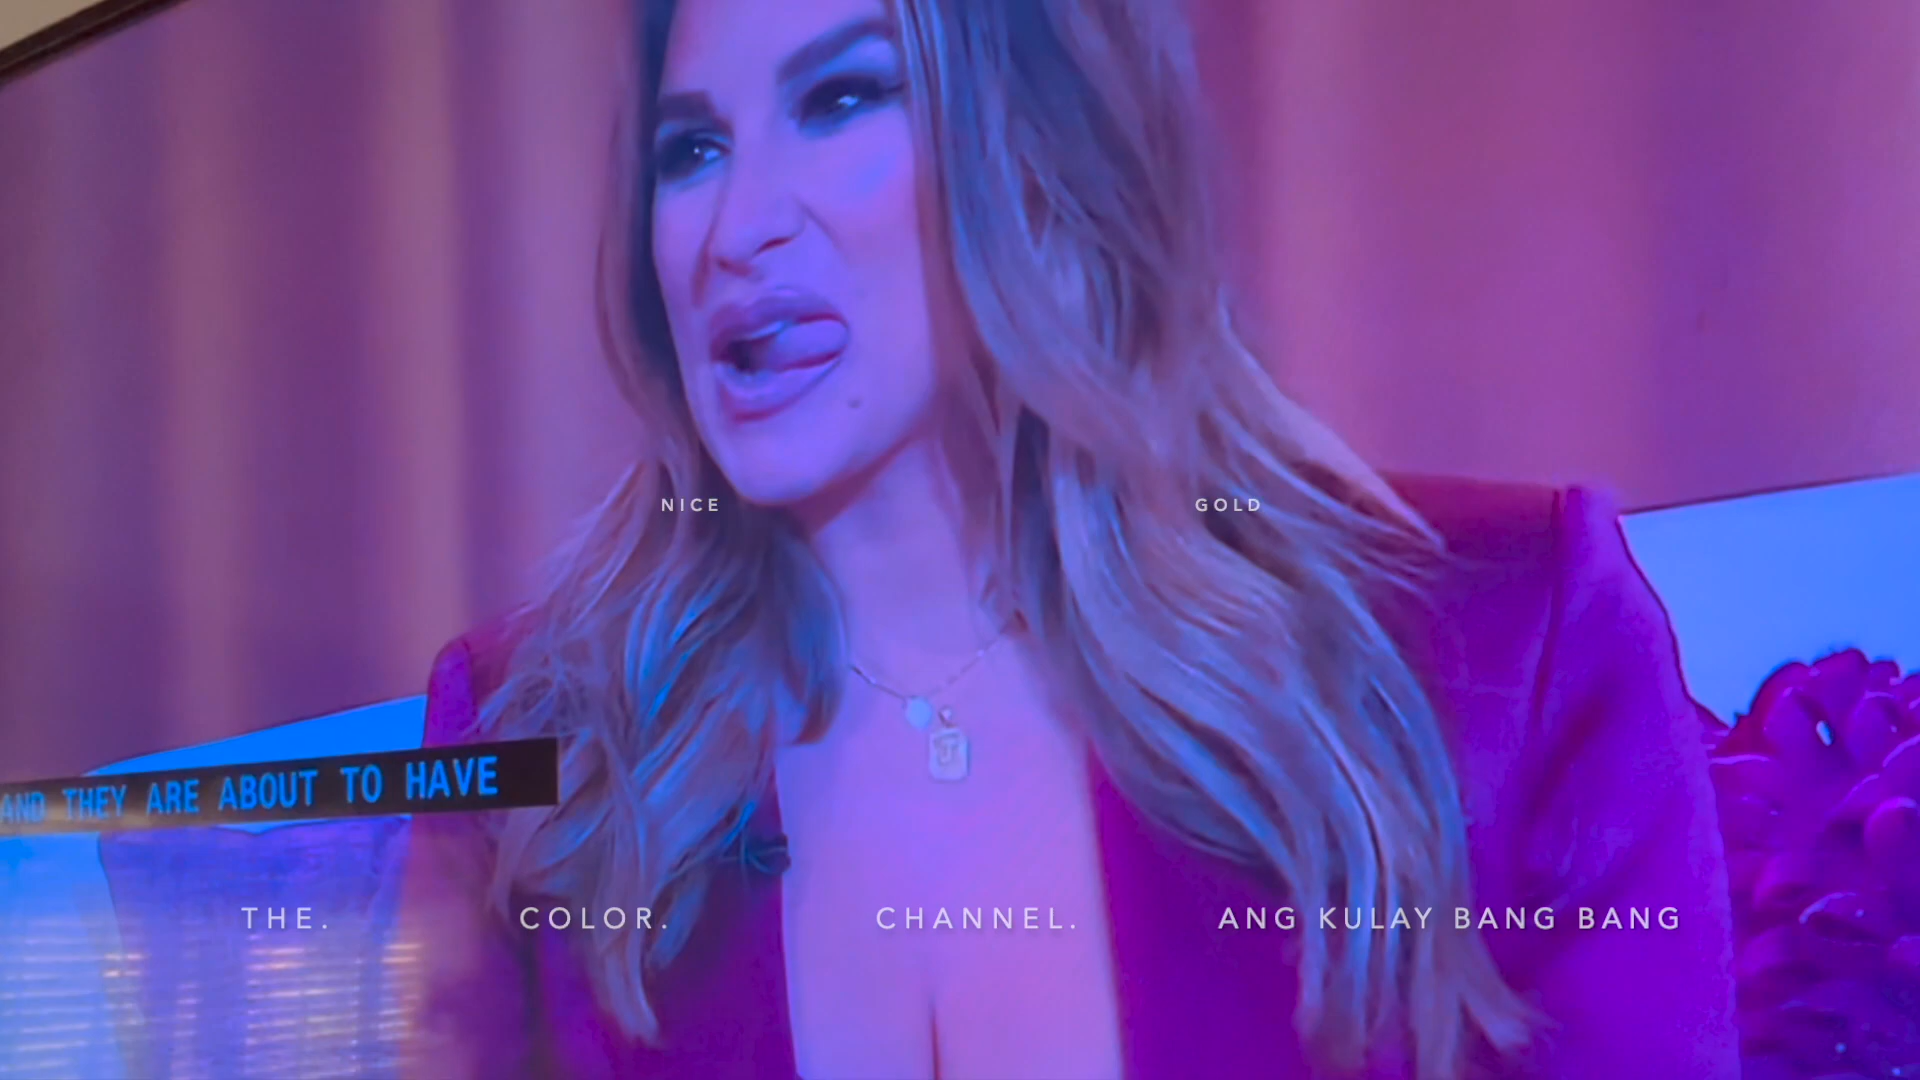 NICE GOLD
AND THEY ARE ABOUT TO HAVE
THE. COLOR. CHANNEL. ANG KULAY BANG BANG